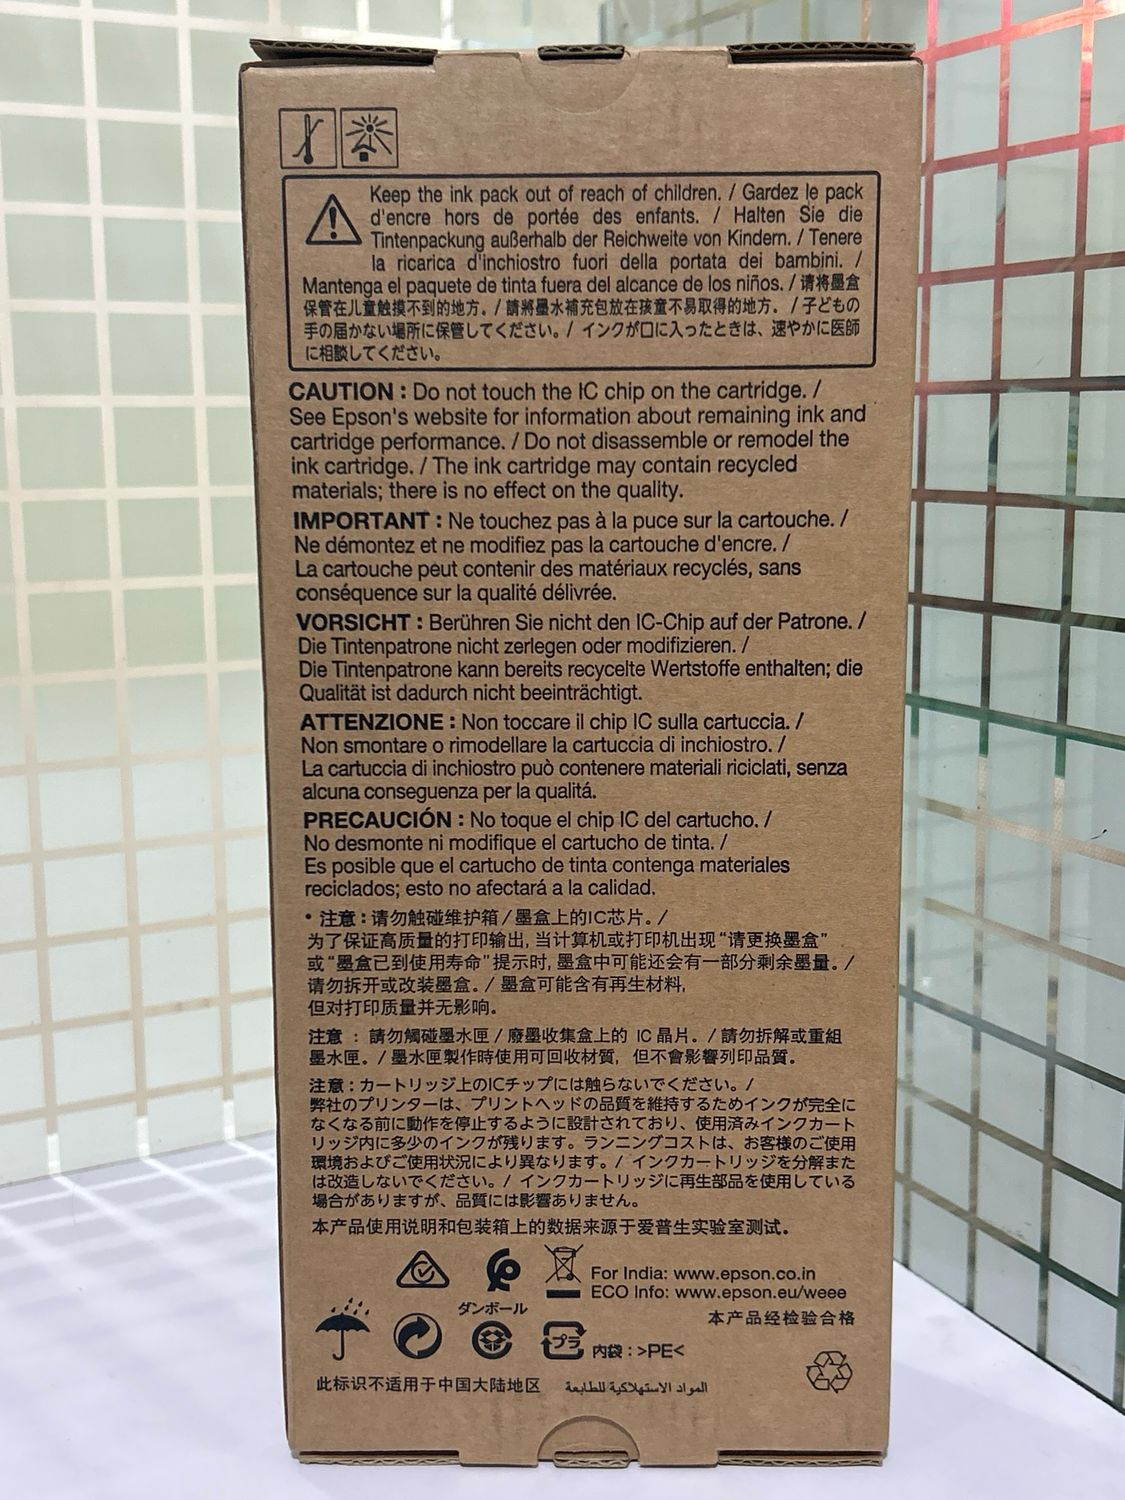 Keep the ink pack out of reach of children. / Gardez le pack
d'encre hors de portée des enfants. / Halten Sie die
Tintenpackung außerhalb der Reichweite von Kindern. / Tenere
la ricarica d'inchiostro fuori della portata dei bambini. /
Mantenga el paquete de tinta fuera del alcance de los niños. / 请将墨盒
保管在儿童触摸不到的地方. / 請將墨水補充包放在孩童不易取得的地方. / 子どもの
手の届かない場所に保管してください。/ インクが口に入ったときは、速やかに医師
に相談してください。
CAUTION : Do not touch the IC chip on the cartridge. /
See Epson's website for information about remaining ink and
cartridge performance. / Do not disassemble or remodel the
ink cartridge. / The ink cartridge may contain recycled
materials; there is no effect on the quality.
IMPORTANT : Ne touchez pas à la puce sur la cartouche. /
Ne démontez et ne modifiez pas la cartouche d'encre. /
La cartouche peut contenir des matériaux recyclés, sans
conséquence sur la qualité délivrée.
VORSICHT : Berühren Sie nicht den IC-Chip auf der Patrone. /
Die Tintenpatrone nicht zerlegen oder modifizieren. /
Die Tintenpatrone kann bereits recycelte Wertstoffe enthalten; die
Qualität ist dadurch nicht beeinträchtigt.
ATTENZIONE : Non toccare il chip IC sulla cartuccia. /
Non smontare o rimodellare la cartuccia di inchiostro. /
La cartuccia di inchiostro può contenere materiali riciclati, senza
alcuna conseguenza per la qualitá.
PRECAUCIÓN : No toque el chip IC del cartucho. /
No desmonte ni modifique el cartucho de tinta. /
Es posible que el cartucho de tinta contenga materiales
reciclados; esto no afectará a la calidad.
• 注意 : 请勿触碰维护箱 / 墨盒上的IC芯片。/
为了保证高质量的打印输出, 当计算机或打印机出现“请更换墨盒”
或“墨盒已到使用寿命”提示时, 墨盒中可能还会有一部分剩余墨量。/
请勿拆开或改装墨盒。/ 墨盒可能含有再生材料,
但对打印质量并无影响。
注意 : 請勿觸碰墨水匣 / 廢墨收集盒上的 IC 晶片。/ 請勿拆解或重組
墨水匣。/ 墨水匣製作時使用可回收材質, 但不會影響列印品質。
注意 : カートリッジ上のICチップには触らないでください。/
弊社のプリンターは、プリントヘッドの品質を維持するためインクが完全に
なくなる前に動作を停止するように設計されており、使用済みインクカート
リッジ内に多少のインクが残ります。ランニングコストは、お客様のご使用
環境およびご使用状況により異なります。/ インクカートリッジを分解また
は改造しないでください。/ インクカートリッジに再生部品を使用している
場合がありますが、品質には影響ありません。
本产品使用说明和包装箱上的数据来源于爱普生实验室测试。
For India: www.epson.co.in
ECO Info: www.epson.eu/weee
ダンボール
本产品经检验合格
プラ 内袋 : >PE<
此标识不适用于中国大陆地区 المواد الاستهلاكية للطابعة